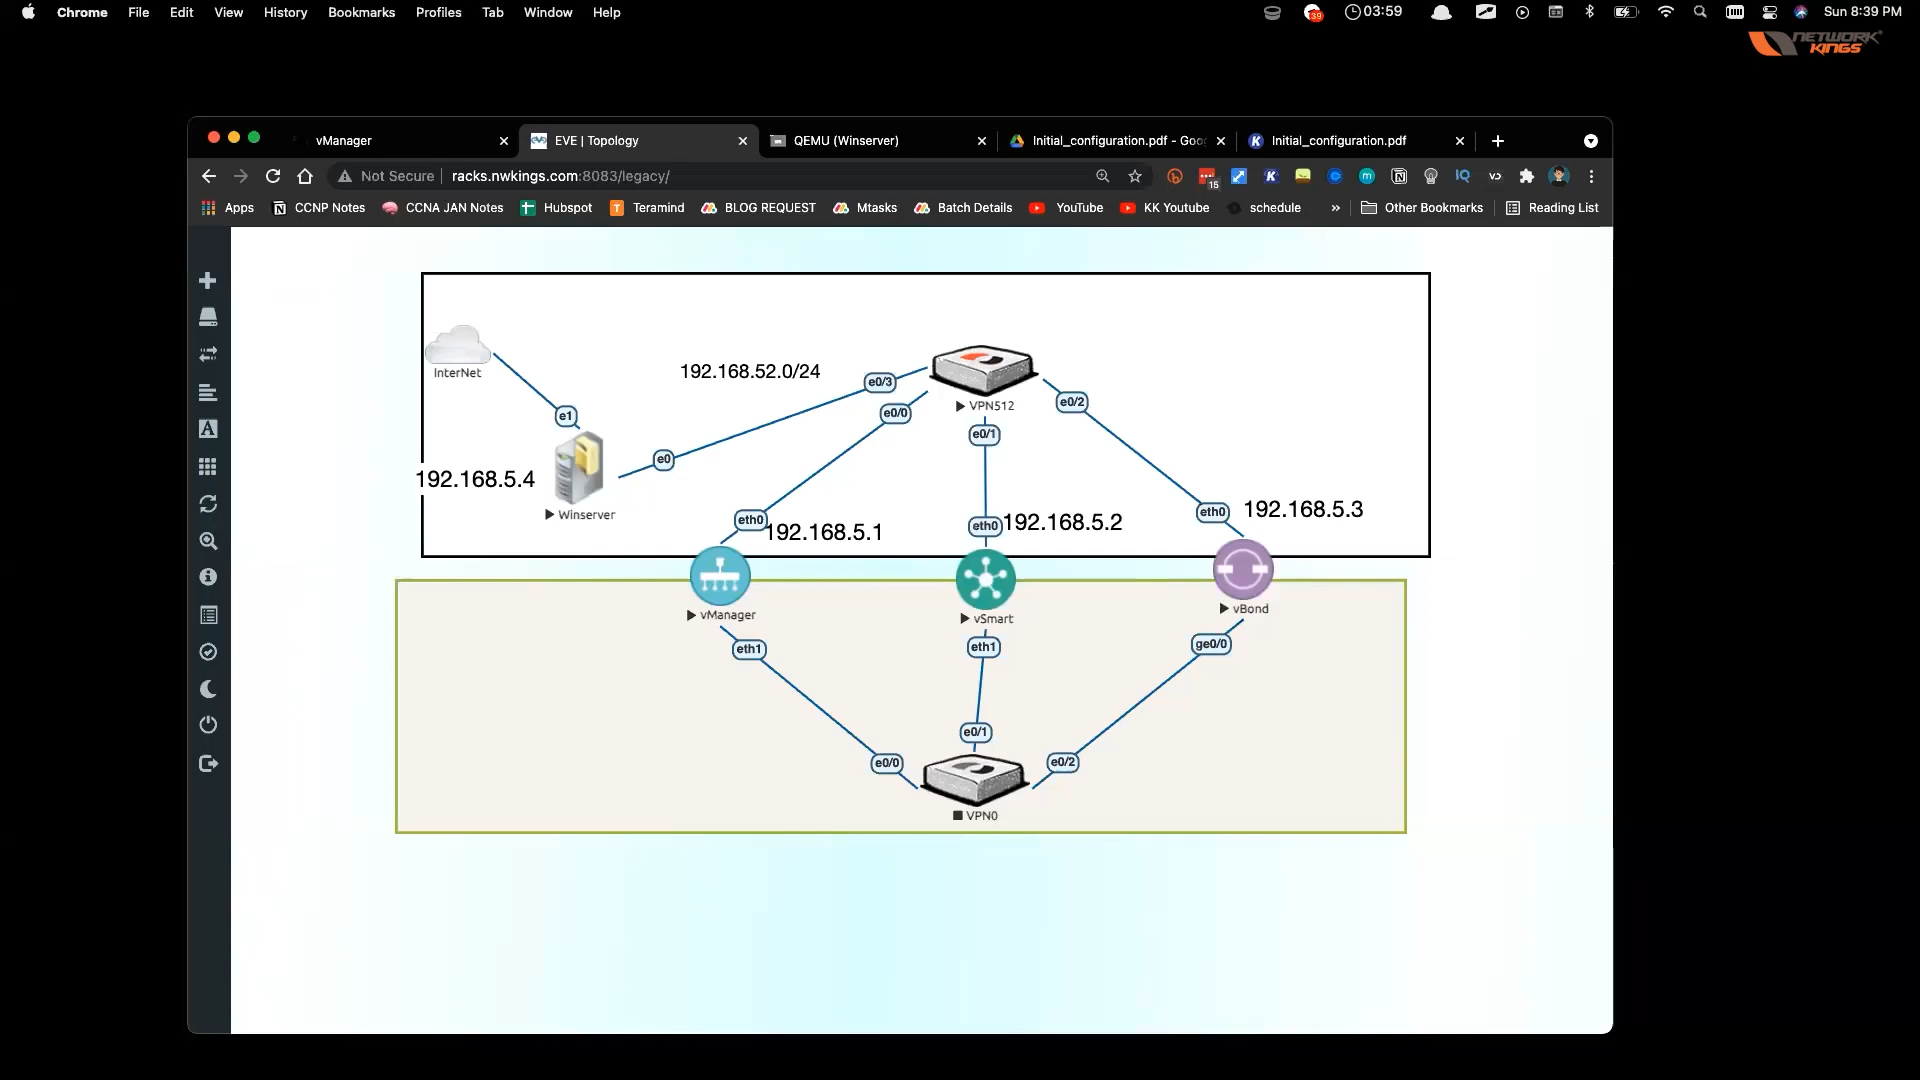 Chrome File Edit View History Bookmarks Profiles Tab Window Help 39 03:59 Sun 8:39 PM
NETWORK
KINGS
vManager EVE | Topology QEMU (Winserver) Initial_configuration.pdf - Goo Initial_configuration.pdf
Not Secure racks.nwkings.com:8083/legacy/ 15
Apps CCNP Notes CCNA JAN Notes Hubspot Teramind BLOG REQUEST Mtasks Batch Details YouTube KK Youtube schedule » Other Bookmarks Reading List
InterNet
192.168.52.0/24
e0/3
VPN512
e0/2
e1
e0/0
e0/1
e0
192.168.5.4
Winserver
eth0
192.168.5.1
eth0
192.168.5.2
eth0
192.168.5.3
vManager
vSmart
vBond
eth1
eth1
ge0/0
e0/1
e0/0
e0/2
VPN0